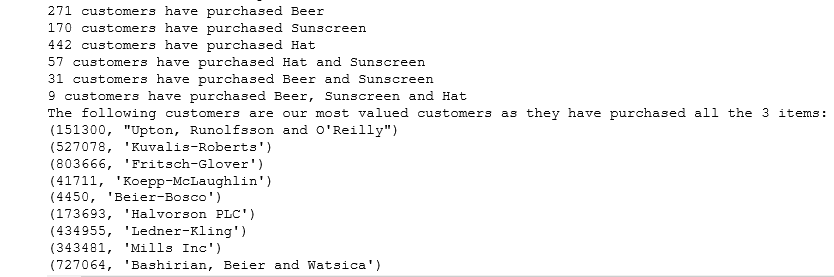 271 customers have purchased Beer
170 customers have purchased Sunscreen
442 customers have purchased Hat
57 customers have purchased Hat and Sunscreen
31 customers have purchased Beer and Sunscreen
9 customers have purchased Beer, Sunscreen and Hat
The following customers are our most valued customers as they have purchased all the 3 items:
(151300, "Upton, Runolfsson and O'Reilly")
(527078, 'Kuvalis-Roberts')
(803666, 'Fritsch-Glover')
(41711, 'Koepp-McLaughlin')
(4450, 'Beier-Bosco')
(173693, 'Halvorson PLC')
(434955, 'Ledner-Kling')
(343481, 'Mills Inc')
(727064, 'Bashirian, Beier and Watsica')